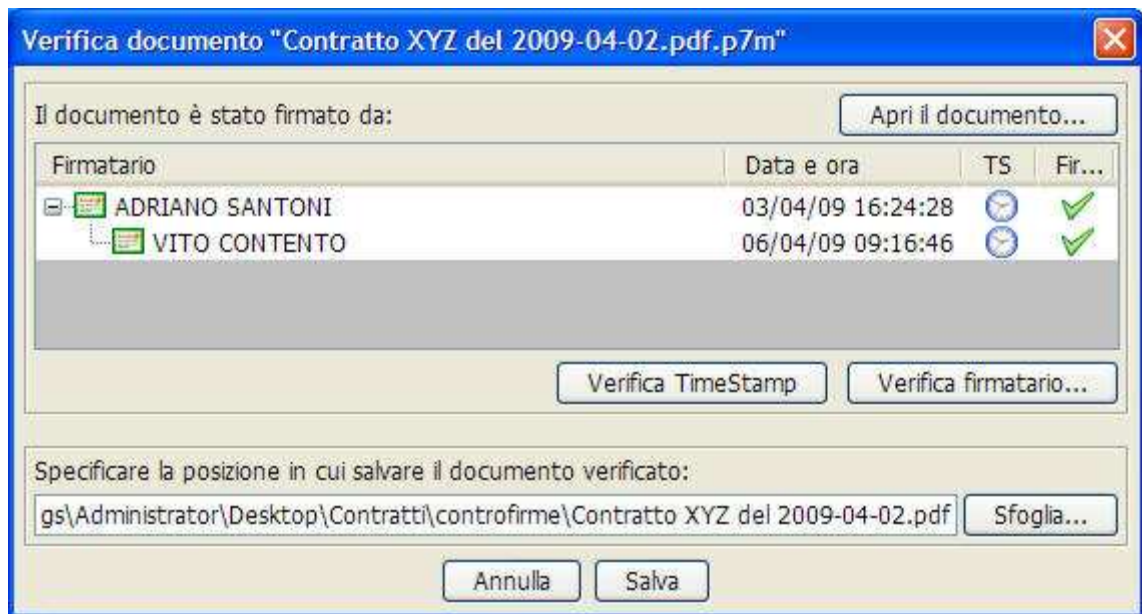 Verifica documento "Contratto XYZ del 2009-04-02.pdf.p7m"
Il documento è stato firmato da:
Apri il documento...
Firmatario Data e ora TS Fir...
ADRIANO SANTONI 03/04/09 16:24:28
VITO CONTENTO 06/04/09 09:16:46
Verifica TimeStamp Verifica firmatario...
Specificare la posizione in cui salvare il documento verificato:
gs\Administrator\Desktop\Contratti\controfirme\Contratto XYZ del 2009-04-02.pdf Sfoglia...
Annulla Salva